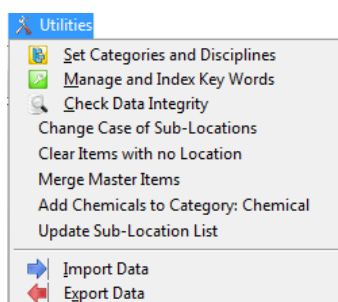 Utilities
Set Categories and Disciplines
Manage and Index Key Words
Check Data Integrity
Change Case of Sub-Locations
Clear Items with no Location
Merge Master Items
Add Chemicals to Category: Chemical
Update Sub-Location List
Import Data
Export Data